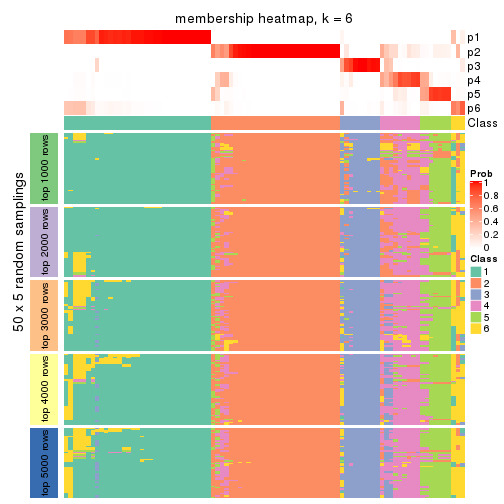 membership heatmap, k = 6
p1
p2
p3
p4
p5
p6
Class
50 x 5 random samplings
top 1000 rows
top 2000 rows
top 3000 rows
top 4000 rows
top 5000 rows
Prob
1
0.8
0.6
0.4
0.2
0
Class
1
2
3
4
5
6